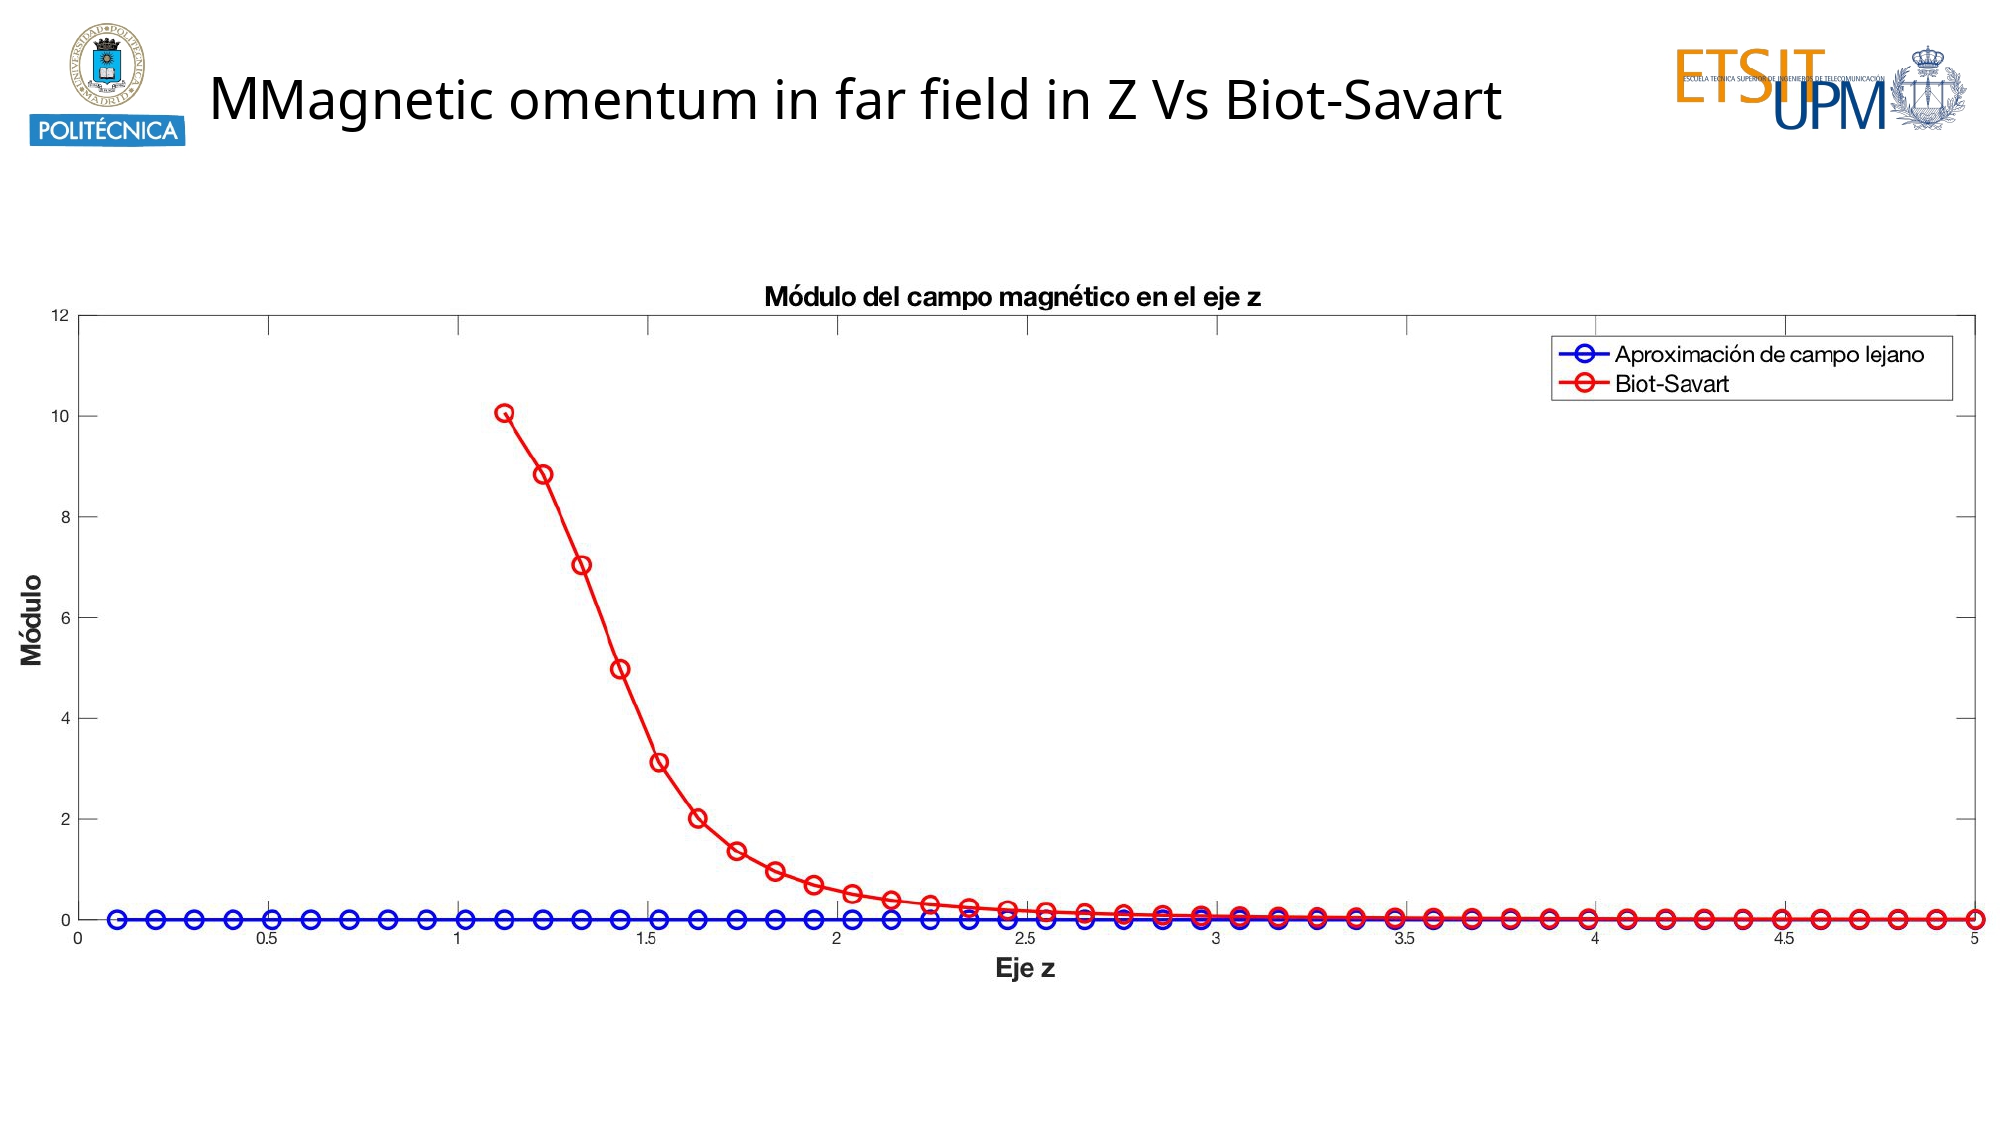 UNIVERSIDAD POLITÉCNICA MADRID
POLITÉCNICA
MMagnetic omentum in far field in Z Vs Biot-Savart
ETSIT
ESCUELA TÉCNICA SUPERIOR DE INGENIEROS DE TELECOMUNICACIÓN
UPM
Módulo del campo magnético en el eje z
Aproximación de campo lejano
Biot-Savart
Módulo
12
10
8
6
4
2
0
0 0.5 1 1.5 2 2.5 3 3.5 4 4.5 5
Eje z